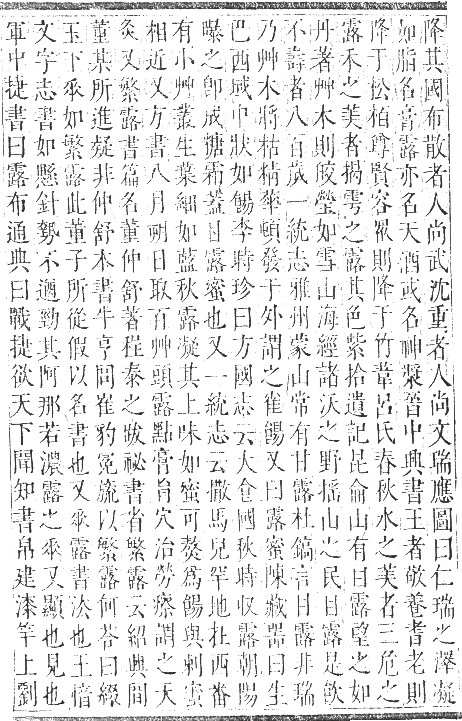 降其國布散者人尚武沈重者人尚文瑞應圖曰仁瑞之澤凝
如脂名膏露亦名天酒或名神漿晉中興書王者敬養耆老則
降于松栢尊賢容眾則降于竹葦呂氏春秋水之美者三危之
露禾之美者揭雩之露其色紫拾遺記昆侖山有甘露望之如
丹著艸木則皎瑩如雪山海經諸沃之野搖山之民甘露是飲
不壽者八百歲一統志雅州蒙山常有甘露杜鎬言甘露非瑞
乃艸木將枯精華頓發于外謂之雀餳又曰露蜜陳藏器曰生
巴西域中狀如餳李時珍曰方國志云大食國秋時収露朝陽
曝之卽成糖霜蓋甘露蜜也又一統志云撒馬兒罕地在西番
有小艸叢生葉細如藍秋露凝其上味如蜜可熬爲餳與刺蜜
相近又方書八月朔日取百艸頭露點膏肓穴治勞瘵謂之天
灸又繁露書篇名董仲舒著程泰之跋祕書省繁露云紹興間
董某所進凝非仲舒本書牛亨問崔豹冕旒以繁露何荅曰綴
玉下垂如繁露此董子所從假以名書也又垂露書法也王愔
文字志書如懸針勢不遒勁其阿那若濃露之垂又顯也見也
軍中捷書曰露布通典曰戰捷欲天下聞知書帛建漆竿上劉